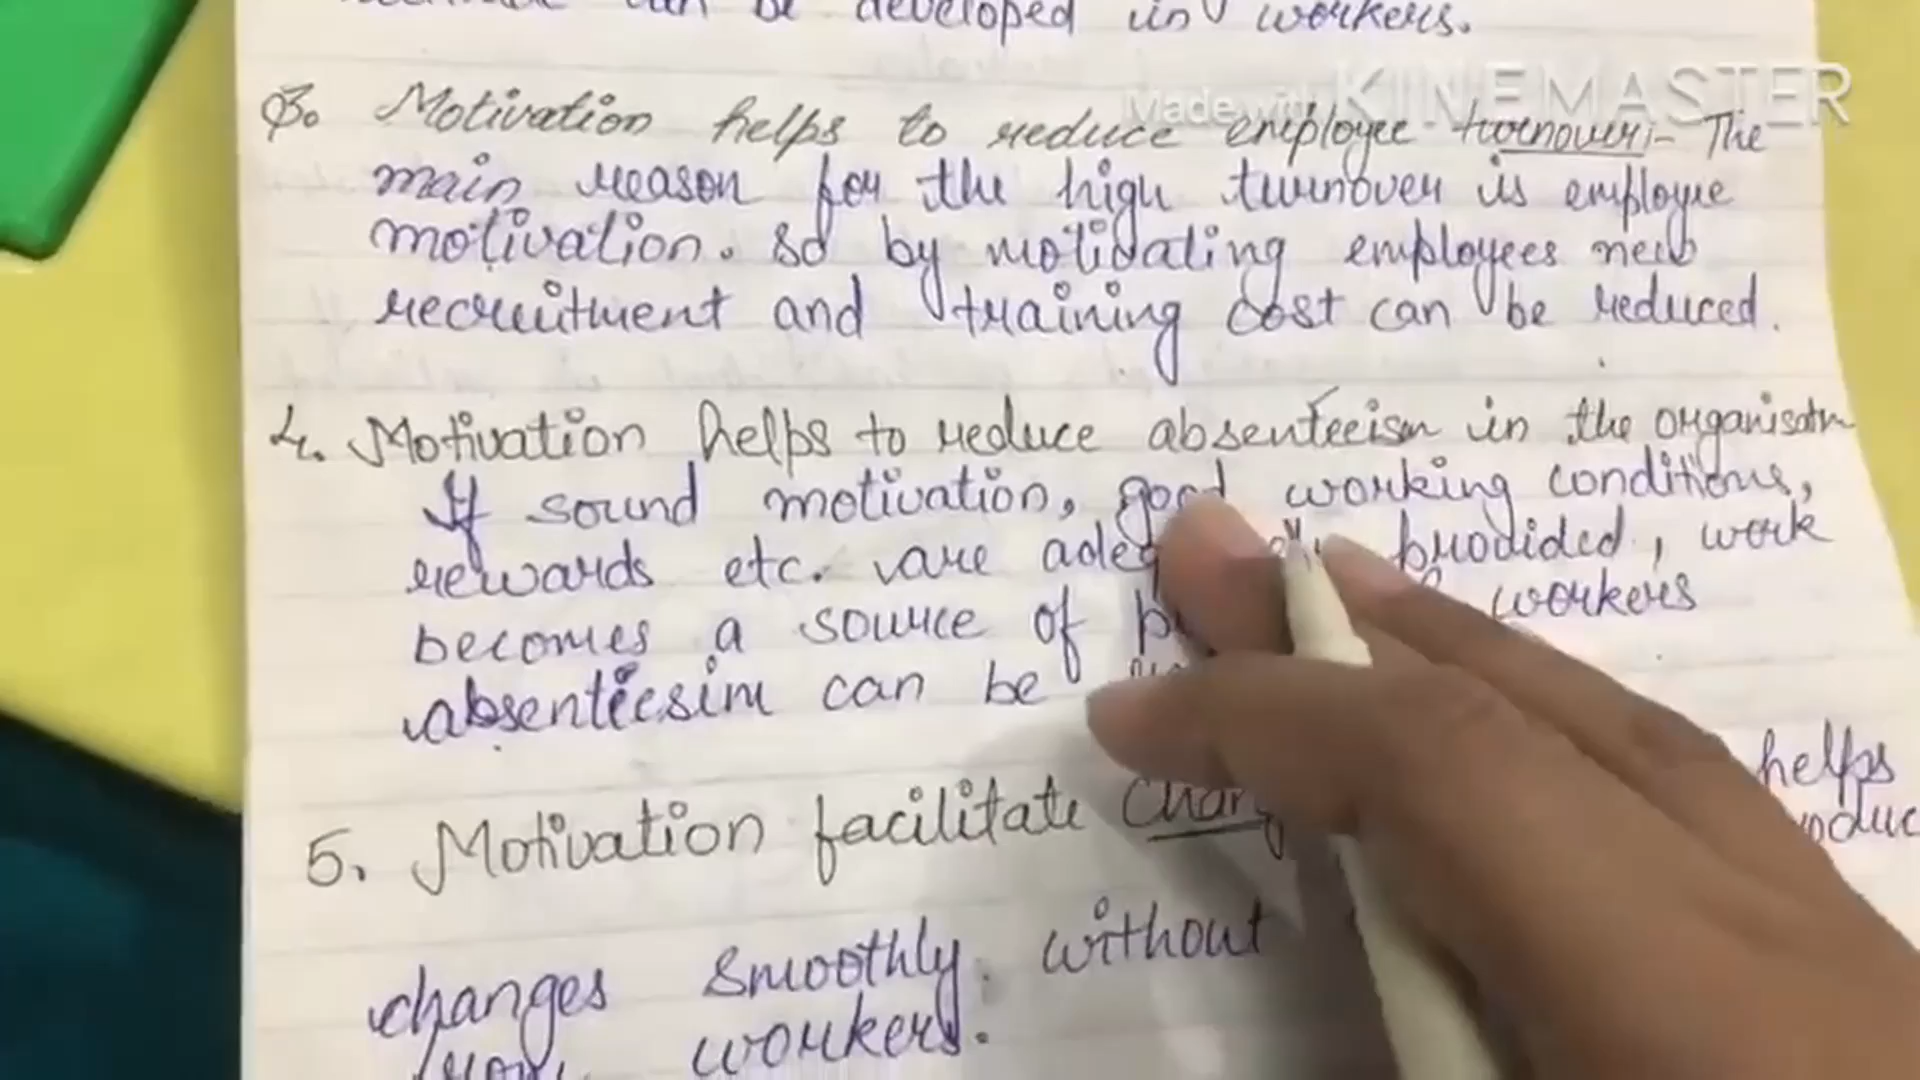 can be developed in workers.
Made with KINEMASTER
3. Motivation helps to reduce employee turnover:- The
main reason for the high turnover is employee
motivation. So by motivating employees new
recruitment and training cost can be reduced.
4. Motivation helps to reduce absenteeism in the organisatn
If sound motivation, good working conditions,
rewards etc. are provided, work
becomes a source of workers
absenticsim can be
5. Motivation facilitate helps
changes smoothly without
workers.